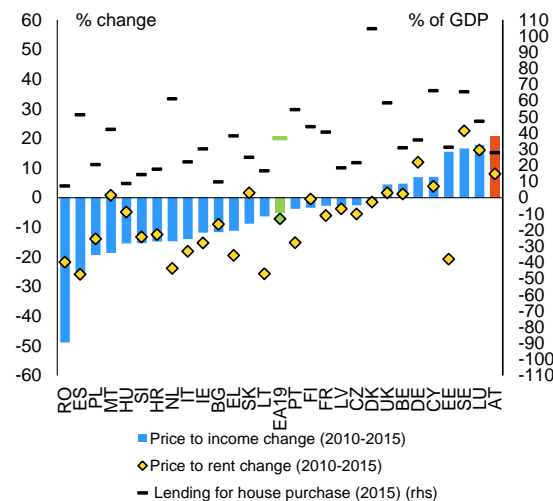 % change
% of GDP
60
50
40
30
20
10
0
-10
-20
-30
-40
-50
-60
110
100
90
80
70
60
50
40
30
20
10
0
-10
-20
-30
-40
-50
-60
-70
-80
-90
-100
-110
RO
ES
PL
MT
HU
SI
HR
NL
IT
IE
BG
EL
SK
LT
EA19
PT
FI
FR
LV
CZ
DK
UK
BE
DE
CY
EE
SE
LU
AT
Price to income change (2010-2015)
Price to rent change (2010-2015)
Lending for house purchase (2015) (rhs)